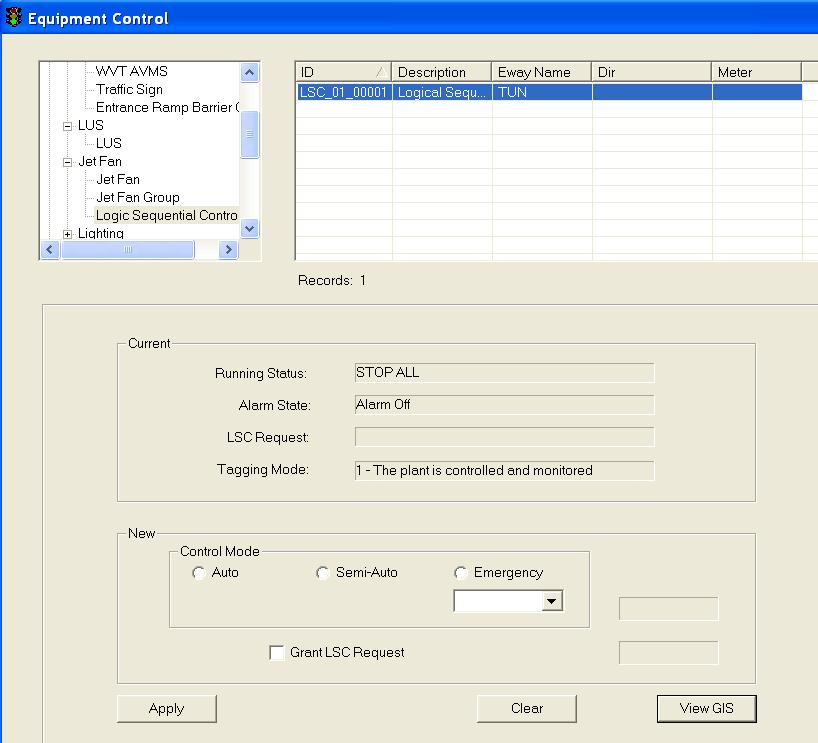 Equipment Control
WVT AVMS
Traffic Sign
Entrance Ramp Barrier
LUS
LUS
Jet Fan
Jet Fan
Jet Fan Group
Logic Sequential Contro
Lighting
ID Description Eway Name Dir Meter
LSC_01_00001 Logical Sequ... TUN
Records: 1
Current
Running Status: STOP ALL
Alarm State: Alarm Off
LSC Request:
Tagging Mode: 1 - The plant is controlled and monitored
New
Control Mode
Auto Semi-Auto Emergency
Grant LSC Request
Apply Clear View GIS